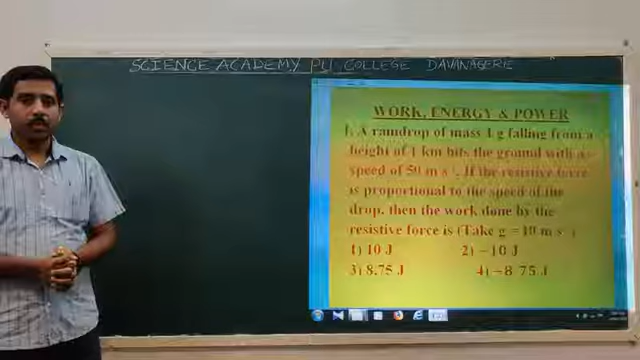 SCIENCE ACADEMY PU COLLEGE DAVANAGERE
WORK, ENERGY & POWER
1. A raindrop of mass 1 g falling from a
height of 1 km hits the ground with a
speed of 50 m s⁻¹. If the resistive force
is proportional to the speed of the
drop, then the work done by the
resistive force is (Take g = 10 m s⁻²)
1) 10 J 2) −10 J
3) 8.75 J 4) −8.75 J